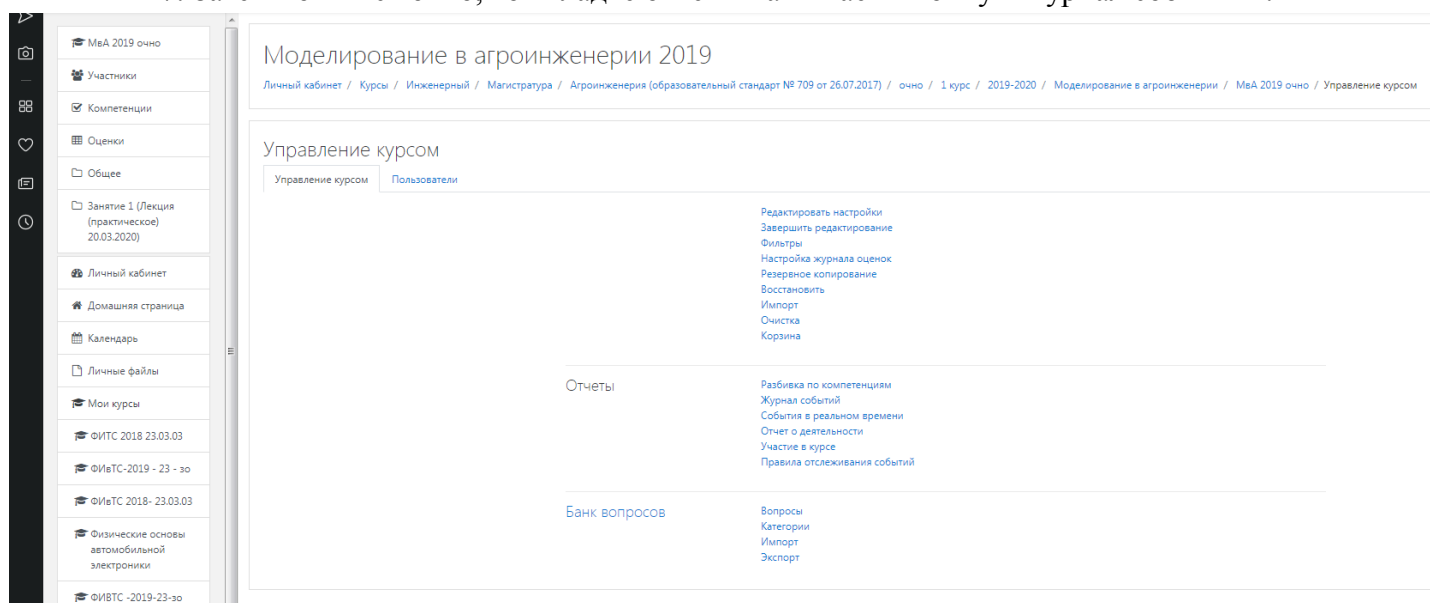 МвА 2019 очно
Участники
Компетенции
Оценки
Общее
Занятие 1 (Лекция
(практическое)
20.03.2020)
Личный кабинет
Домашняя страница
Календарь
Личные файлы
Мои курсы
ФИТС 2018 23.03.03
ФИвТС-2019 - 23 - зо
ФИвТС 2018- 23.03.03
Физические основы
автомобильной
электроники
ФИВТС -2019-23-зо
Моделирование в агроинженерии 2019
Личный кабинет / Курсы / Инженерный / Магистратура / Агроинженерия (образовательный стандарт № 709 от 26.07.2017) / очно / 1 курс / 2019-2020 / Моделирование в агроинженерии / МвА 2019 очно / Управление курсом
Управление курсом
Управление курсом Пользователи
Редактировать настройки
Завершить редактирование
Фильтры
Настройка журнала оценок
Резервное копирование
Восстановить
Импорт
Очистка
Корзина
Отчеты
Разбивка по компетенциям
Журнал событий
События в реальном времени
Отчет о деятельности
Участие в курсе
Правила отслеживания событий
Банк вопросов
Вопросы
Категории
Импорт
Экспорт